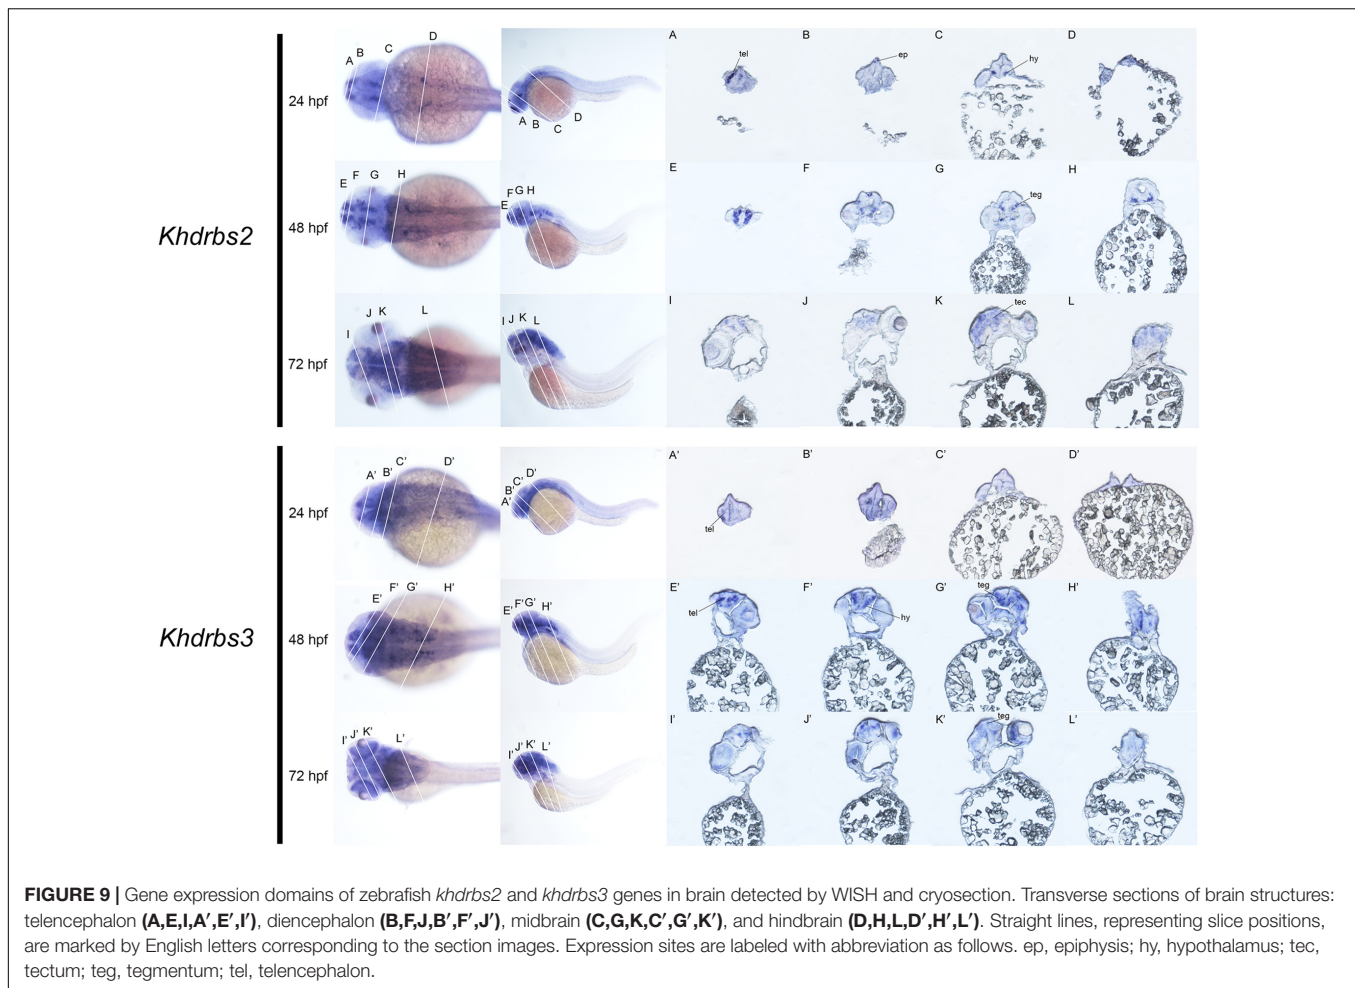 Khdrbs2
24 hpf
A B C D
A B C D
A
tel
B
ep
C
hy
D
48 hpf
E F G H
E F G H
E
F
G
teg
H
72 hpf
I J K L
I J K L
I
J
K
tec
L
Khdrbs3
24 hpf
A' B' C' D'
A' B' C' D'
A'
tel
B'
C'
D'
48 hpf
E' F' G' H'
E' F' G' H'
E'
tel
F'
hy
G'
teg
H'
72 hpf
I' J' K' L'
I' J' K' L'
I'
J'
K'
teg
L'
FIGURE 9 | Gene expression domains of zebrafish khdrbs2 and khdrbs3 genes in brain detected by WISH and cryosection. Transverse sections of brain structures:
telencephalon (A,E,I,A′,E′,I′), diencephalon (B,F,J,B′,F′,J′), midbrain (C,G,K,C′,G′,K′), and hindbrain (D,H,L,D′,H′,L′). Straight lines, representing slice positions,
are marked by English letters corresponding to the section images. Expression sites are labeled with abbreviation as follows. ep, epiphysis; hy, hypothalamus; tec,
tectum; teg, tegmentum; tel, telencephalon.